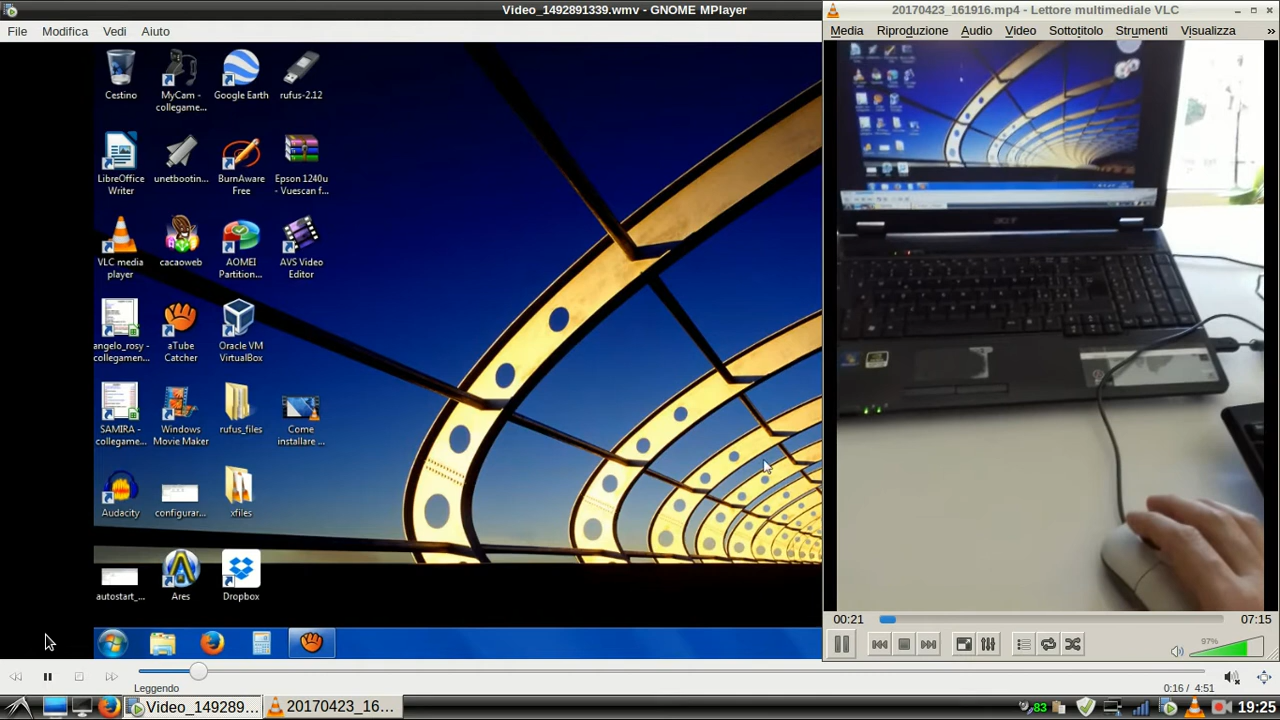 Video_1492891339.wmv - GNOME MPlayer
File Modifica Vedi Aiuto
Cestino
MyCam -
collegame...
Google Earth
rufus-2.12
LibreOffice
Writer
unetbootin...
BurnAware
Free
Epson 1240u
- Vuescan f...
VLC media
player
cacaoweb
AOMEI
Partition...
AVS Video
Editor
angelo_rosy -
collegamen...
aTube
Catcher
Oracle VM
VirtualBox
SAMIRA -
collegame...
Windows
Movie Maker
rufus_files
Come
installare ...
Audacity
configurar...
xfiles
autostart_...
Ares
Dropbox
Leggendo
0:16 / 4:51
20170423_161916.mp4 - Lettore multimediale VLC
Media Riproduzione Audio Video Sottotitolo Strumenti Visualizza »
acer
00:21
07:15
97%
Video_149289...
20170423_16...
83
19:25